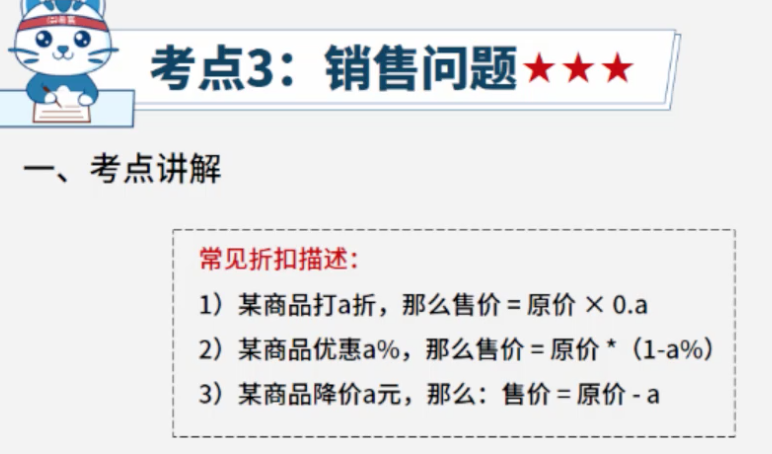 考点3：销售问题★★★
一、考点讲解
常见折扣描述：
1）某商品打a折，那么售价 = 原价 × 0.a
2）某商品优惠a%，那么售价 = 原价 *（1-a%）
3）某商品降价a元，那么：售价 = 原价 - a